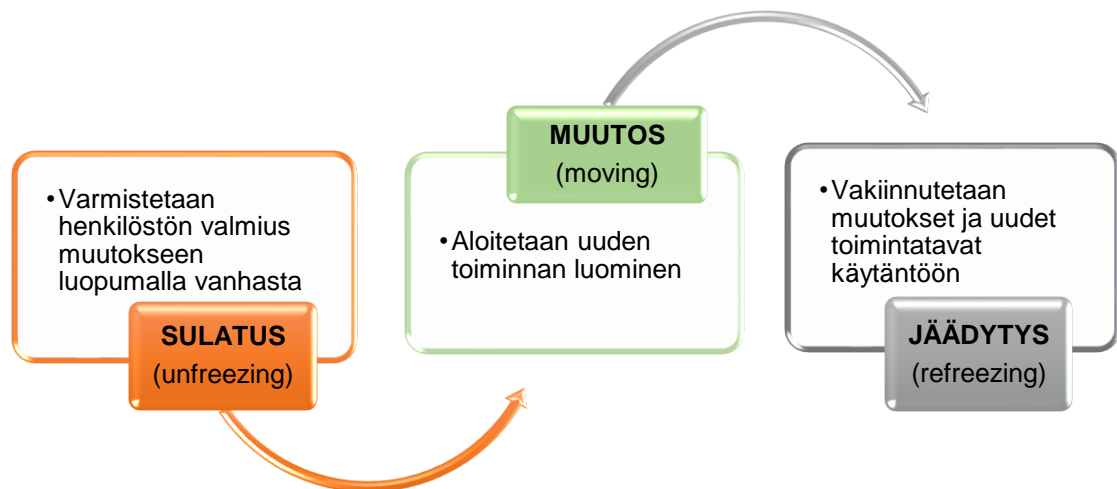 •Varmistetaan
henkilöstön valmius
muutokseen
luopumalla vanhasta
SULATUS
(unfreezing)
MUUTOS
(moving)
•Aloitetaan uuden
toiminnan luominen
•Vakiinnutetaan
muutokset ja uudet
toimintatavat
käytäntöön
JÄÄDYTYS
(refreezing)